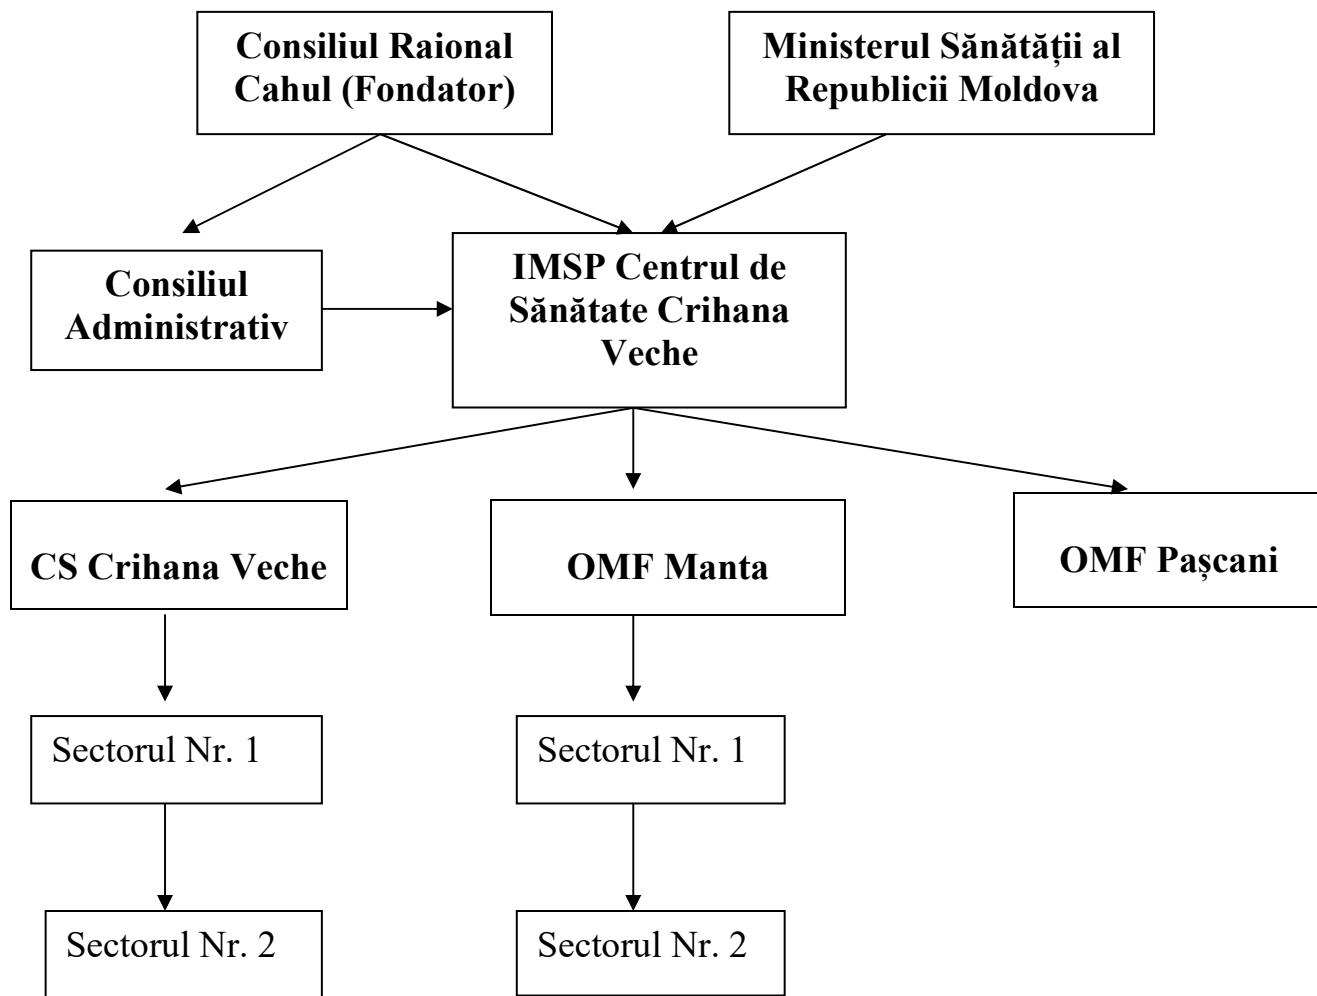 Consiliul Raional
Cahul (Fondator)
Ministerul Sănătății al
Republicii Moldova
Consiliul
Administrativ
IMSP Centrul de
Sănătate Crihana
Veche
CS Crihana Veche
OMF Manta
OMF Pașcani
Sectorul Nr. 1
Sectorul Nr. 1
Sectorul Nr. 2
Sectorul Nr. 2